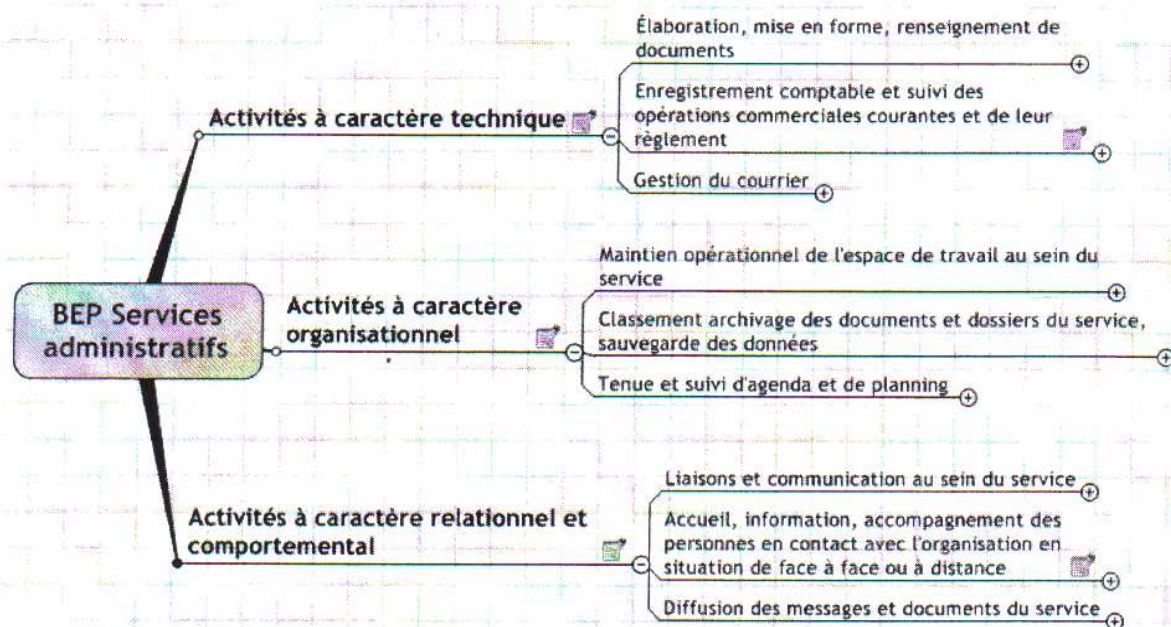 Élaboration, mise en forme, renseignement de
documents
Activités à caractère technique
Enregistrement comptable et suivi des
opérations commerciales courantes et de leur
règlement
Gestion du courrier
BEP Services
administratifs
Activités à caractère
organisationnel
Maintien opérationnel de l'espace de travail au sein du
service
Classement archivage des documents et dossiers du service,
sauvegarde des données
Tenue et suivi d'agenda et de planning
Activités à caractère relationnel et
comportemental
Liaisons et communication au sein du service
Accueil, information, accompagnement des
personnes en contact avec l'organisation en
situation de face à face ou à distance
Diffusion des messages et documents du service